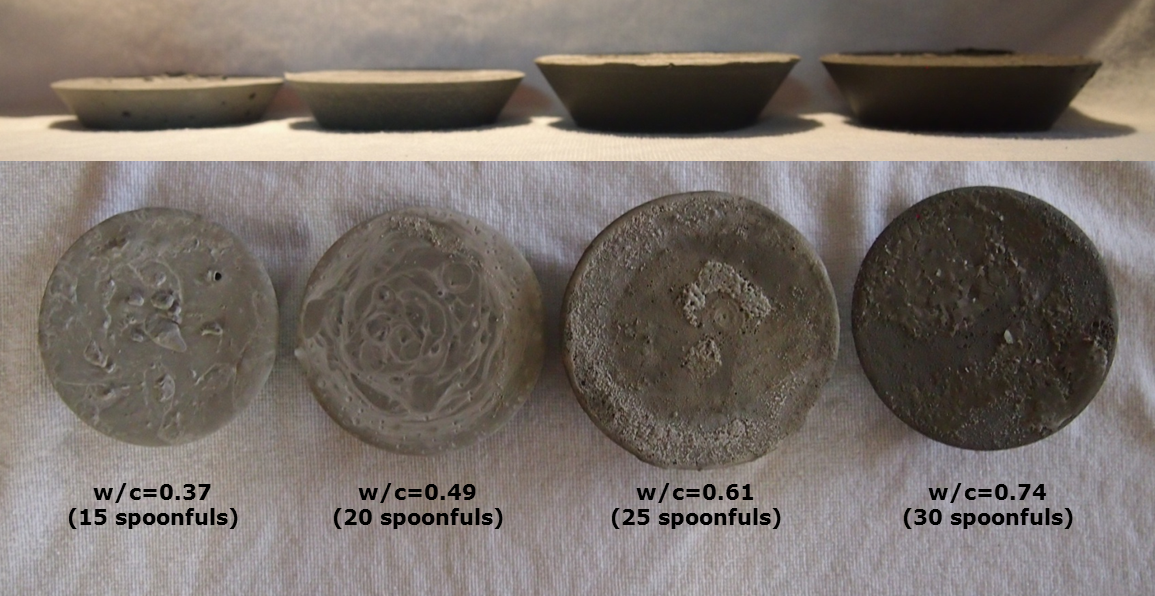 w/c=0.37
(15 spoonfuls)
w/c=0.49
(20 spoonfuls)
w/c=0.61
(25 spoonfuls)
w/c=0.74
(30 spoonfuls)